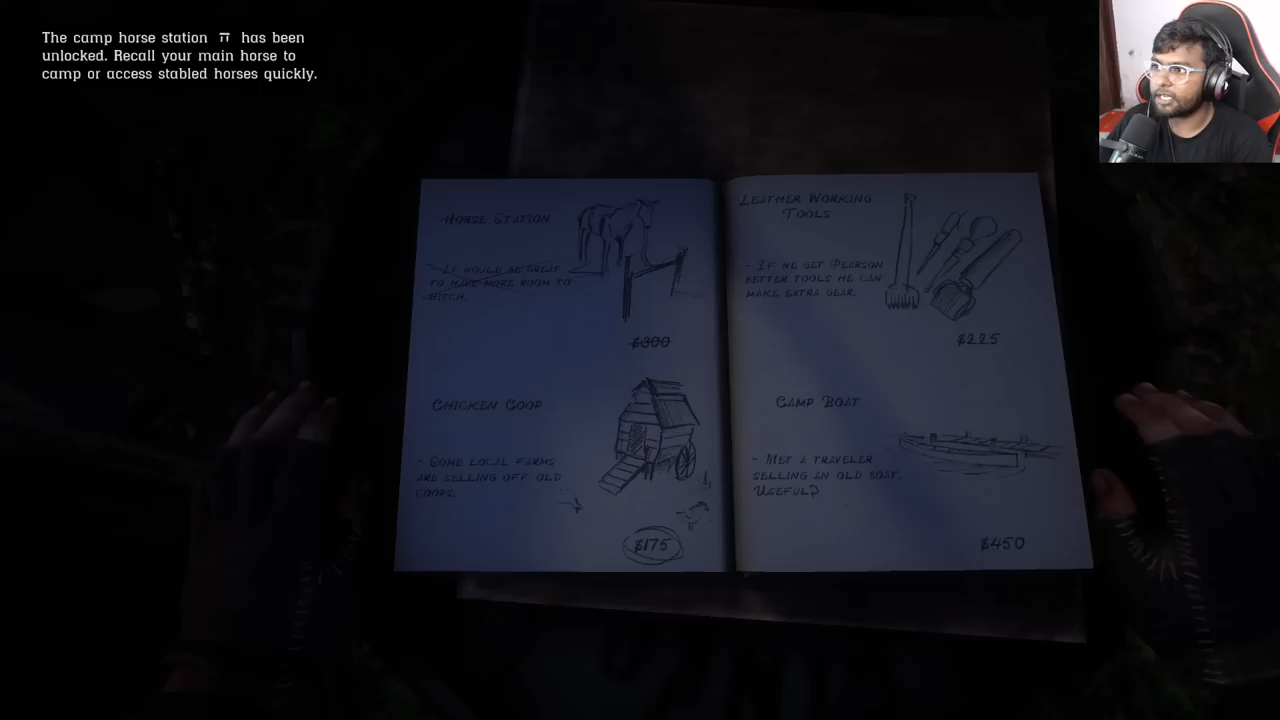 The camp horse station has been
unlocked. Recall your main horse to
camp or access stabled horses quickly.
Horse Station
- It would be great
to have more room to
hitch.
$300
Chicken Coop
- Some local farms
are selling off old
coops.
$175
Leather Working
Tools
- If we get Pearson
better tools he can
make extra gear.
$225
Camp Boat
- Met a traveler
selling an old boat.
Useful?
$450